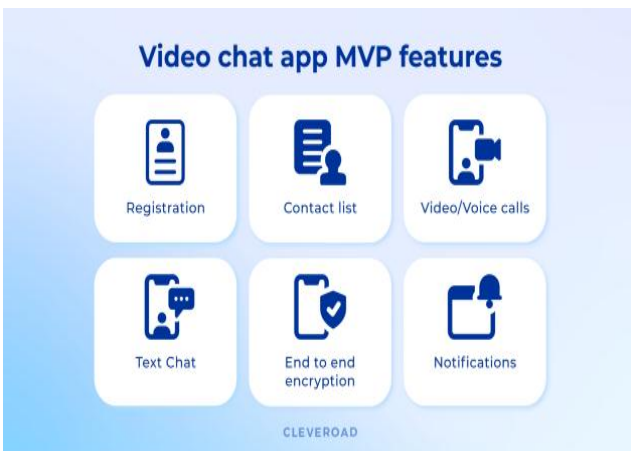 Video chat app MVP features
Registration
Contact list
Video/Voice calls
Text Chat
End to end
encryption
Notifications
CLEVEROAD